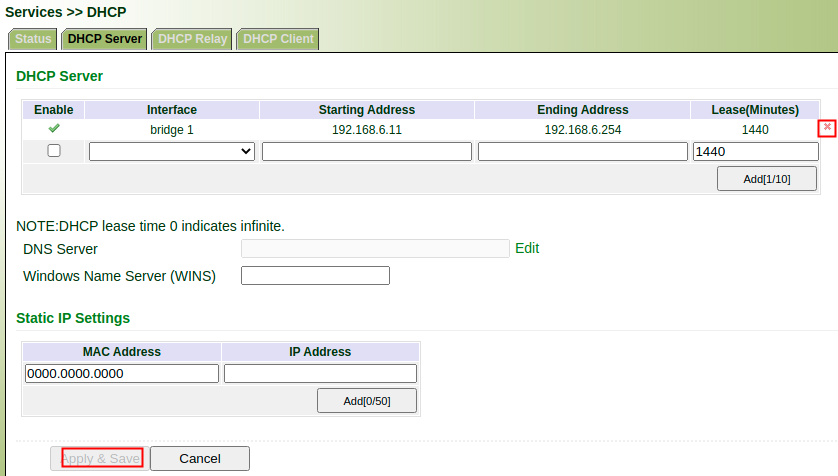 Services >> DHCP
Status DHCP Server DHCP Relay DHCP Client
DHCP Server
Enable Interface Starting Address Ending Address Lease(Minutes)
bridge 1 192.168.6.11 192.168.6.254 1440
1440
Add[1/10]
NOTE:DHCP lease time 0 indicates infinite.
DNS Server Edit
Windows Name Server (WINS)
Static IP Settings
MAC Address IP Address
0000.0000.0000
Add[0/50]
Apply & Save Cancel